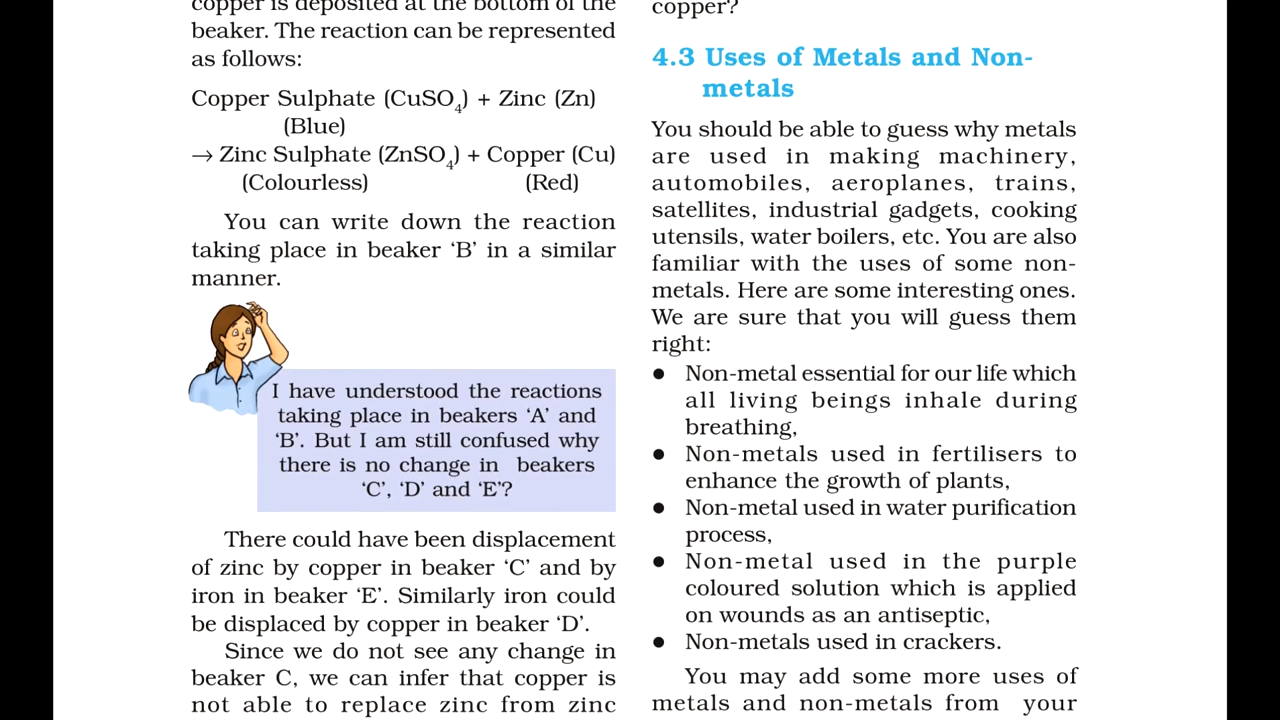 copper is deposited at the bottom of the
beaker. The reaction can be represented
as follows:
Copper Sulphate (CuSO₄) + Zinc (Zn)
(Blue)
→ Zinc Sulphate (ZnSO₄) + Copper (Cu)
(Colourless) (Red)
You can write down the reaction
taking place in beaker ‘B’ in a similar
manner.
I have understood the reactions
taking place in beakers ‘A’ and
‘B’. But I am still confused why
there is no change in beakers
‘C’, ‘D’ and ‘E’?
There could have been displacement
of zinc by copper in beaker ‘C’ and by
iron in beaker ‘E’. Similarly iron could
be displaced by copper in beaker ‘D’.
Since we do not see any change in
beaker C, we can infer that copper is
not able to replace zinc from zinc
copper?
4.3 Uses of Metals and Non-
metals
You should be able to guess why metals
are used in making machinery,
automobiles, aeroplanes, trains,
satellites, industrial gadgets, cooking
utensils, water boilers, etc. You are also
familiar with the uses of some non-
metals. Here are some interesting ones.
We are sure that you will guess them
right:
● Non-metal essential for our life which
all living beings inhale during
breathing,
● Non-metals used in fertilisers to
enhance the growth of plants,
● Non-metal used in water purification
process,
● Non-metal used in the purple
coloured solution which is applied
on wounds as an antiseptic,
● Non-metals used in crackers.
You may add some more uses of
metals and non-metals from your